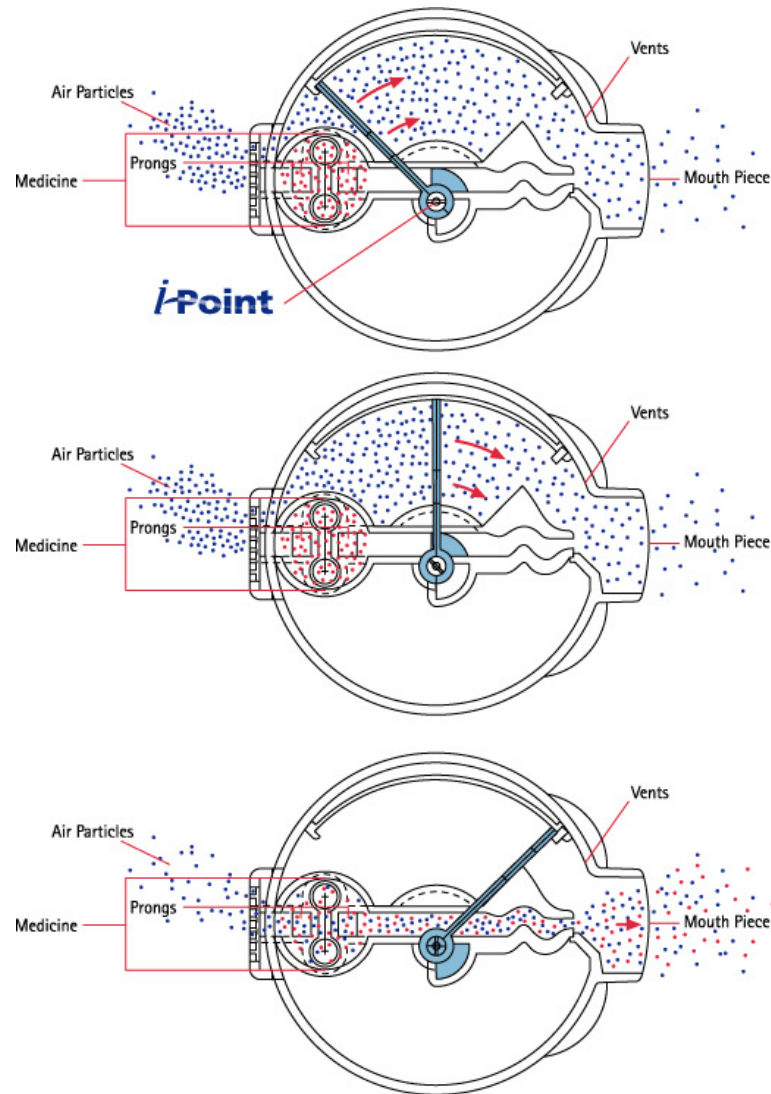 Vents
Air Particles
Prongs
Medicine
Mouth Piece
i-Point
Vents
Air Particles
Prongs
Medicine
Mouth Piece
Vents
Air Particles
Prongs
Medicine
Mouth Piece